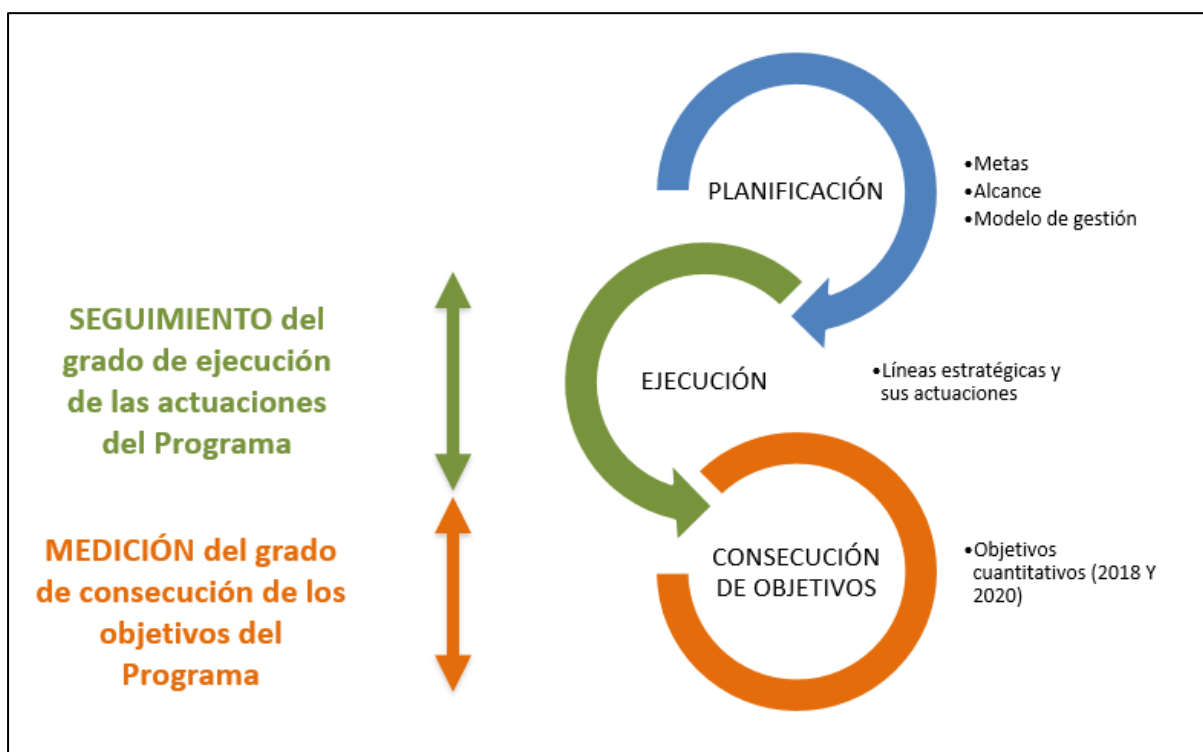 PLANIFICACIÓN
•Metas
•Alcance
•Modelo de gestión
SEGUIMIENTO del
grado de ejecución
de las actuaciones
del Programa
EJECUCIÓN
•Líneas estratégicas y
sus actuaciones
MEDICIÓN del grado
de consecución de los
objetivos del
Programa
CONSECUCIÓN
DE OBJETIVOS
•Objetivos
cuantitativos (2018 Y
2020)